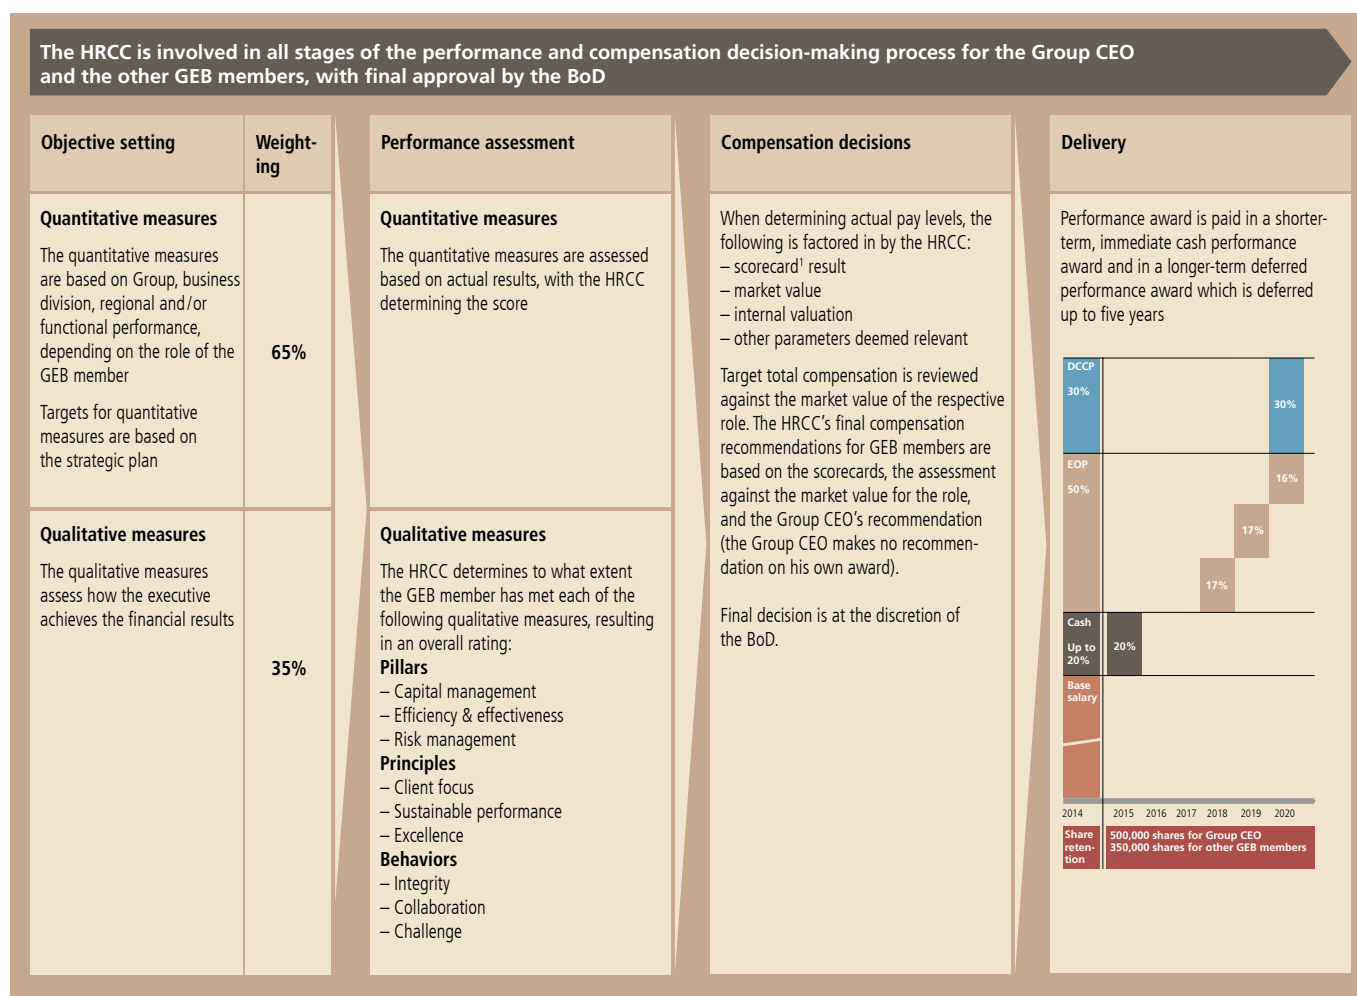 The HRCC is involved in all stages of the performance and compensation decision-making process for the Group CEO
and the other GEB members, with final approval by the BoD
Objective setting
Weight-
ing
Quantitative measures
The quantitative measures
are based on Group, business
division, regional and/or
functional performance,
depending on the role of the
GEB member
Targets for quantitative
measures are based on
the strategic plan
65%
Qualitative measures
The qualitative measures
assess how the executive
achieves the financial results
35%
Performance assessment
Quantitative measures
The quantitative measures are assessed
based on actual results, with the HRCC
determining the score
Qualitative measures
The HRCC determines to what extent
the GEB member has met each of the
following qualitative measures, resulting
in an overall rating:
Pillars
– Capital management
– Efficiency & effectiveness
– Risk management
Principles
– Client focus
– Sustainable performance
– Excellence
Behaviors
– Integrity
– Collaboration
– Challenge
Compensation decisions
When determining actual pay levels, the
following is factored in by the HRCC:
– scorecard¹ result
– market value
– internal valuation
– other parameters deemed relevant
Target total compensation is reviewed
against the market value of the respective
role. The HRCC's final compensation
recommendations for GEB members are
based on the scorecards, the assessment
against the market value for the role,
and the Group CEO's recommendation
(the Group CEO makes no recommen-
dation on his own award).
Final decision is at the discretion of
the BoD.
Delivery
Performance award is paid in a shorter-
term, immediate cash performance
award and in a longer-term deferred
performance award which is deferred
up to five years
DCCP
30%
30%
EOP
50%
16%
17%
17%
Cash
Up to
20%
20%
Base
salary
2014 2015 2016 2017 2018 2019 2020
Share
reten-
tion
500,000 shares for Group CEO
350,000 shares for other GEB members